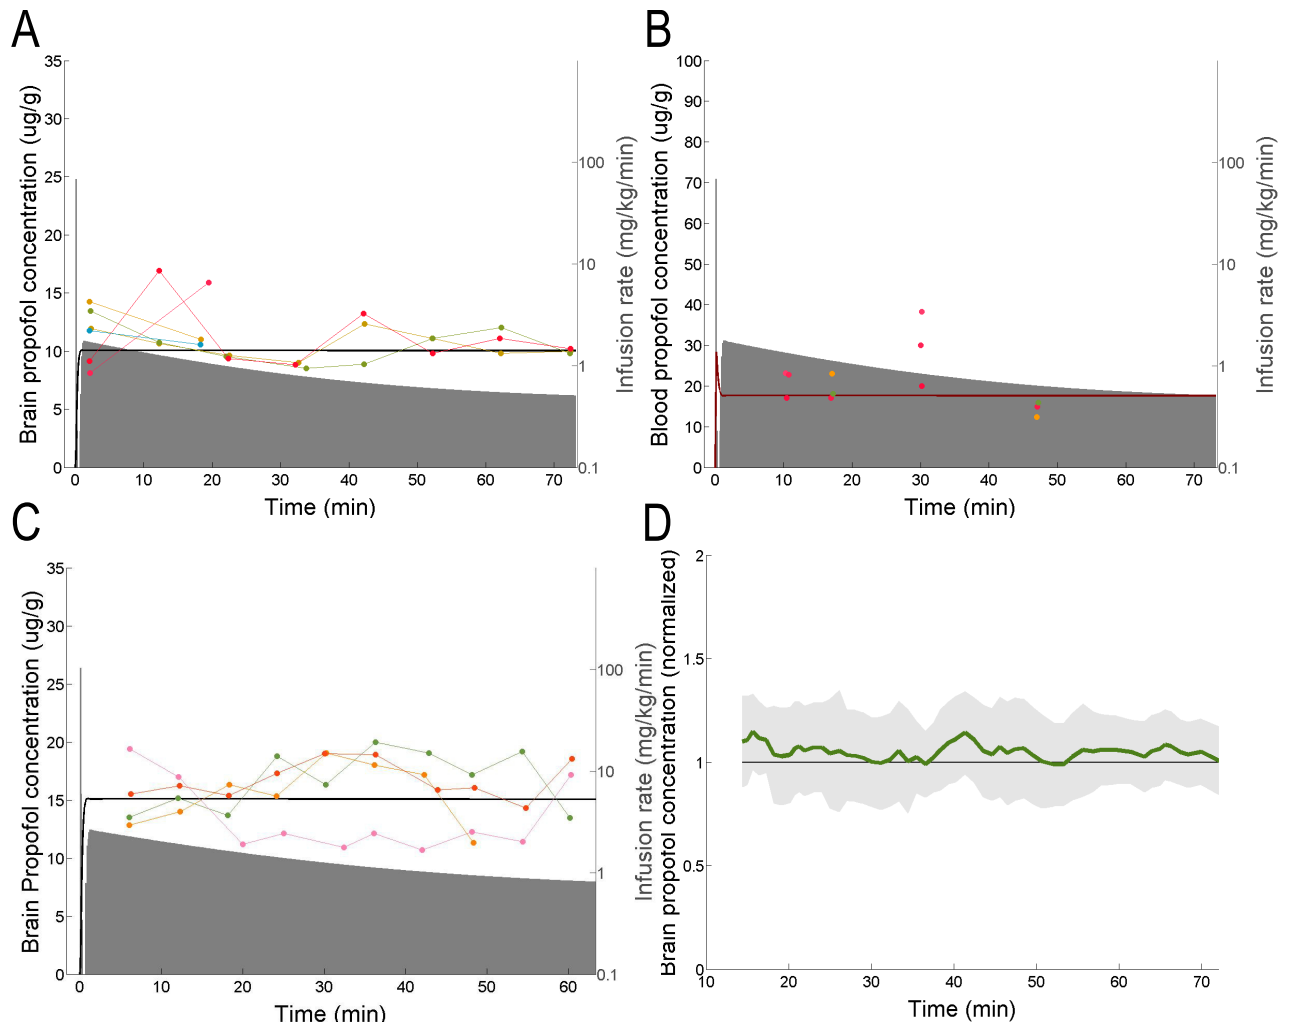 A
Brain propofol concentration (ug/g)
35
30
25
20
15
10
5
0
0 10 20 30 40 50 60 70
Time (min)
100
10
1
0.1
Infusion rate (mg/kg/min)
B
Blood propofol concentration (ug/g)
100
90
80
70
60
50
40
30
20
10
0
0 10 20 30 40 50 60 70
Time (min)
100
10
1
0.1
Infusion rate (mg/kg/min)
C
Brain Propofol concentration (ug/g)
35
30
25
20
15
10
5
0
0 10 20 30 40 50 60
Time (min)
100
10
1
0.1
Infusion rate (mg/kg/min)
D
Brain propofol concentration (normalized)
2
1.5
1
0.5
0
10 20 30 40 50 60 70
Time (min)